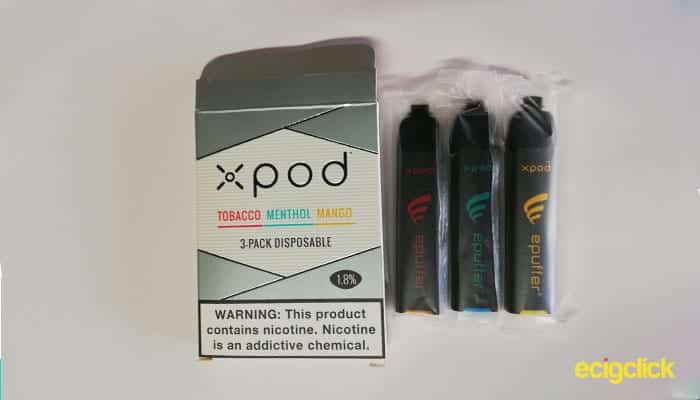 xpod
TOBACCO MENTHOL MANGO
3-PACK DISPOSABLE
1.8%
WARNING: This product
contains nicotine. Nicotine
is an addictive chemical.
xpod
epuffer
xpod
epuffer
xpod
epuffer
ecigclick